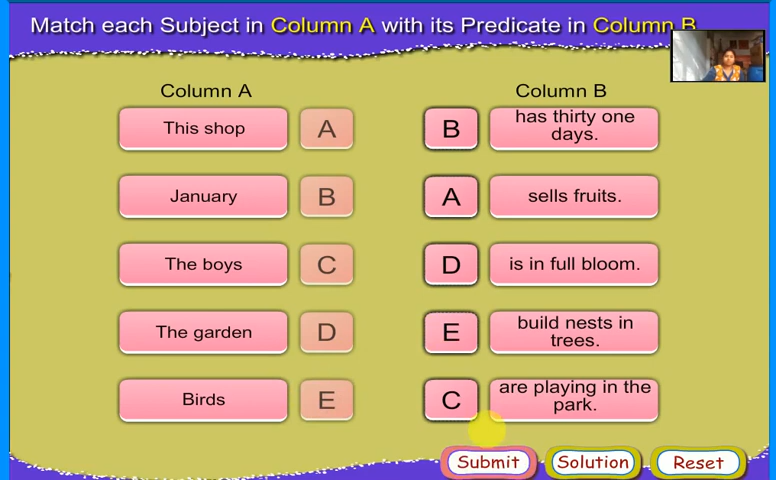 Match each Subject in Column A with its Predicate in Column B
Column A Column B
This shop A B has thirty one
days.
January B A sells fruits.
The boys C D is in full bloom.
The garden D E build nests in
trees.
Birds E C are playing in the
park.
Submit Solution Reset